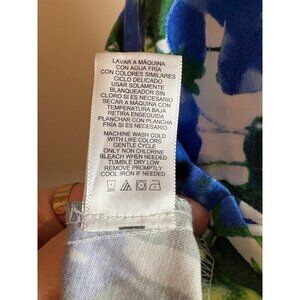 LAVAR A MÁQUINA
CON AGUA FRÍA
CON COLORES SIMILARES
CICLO DELICADO
USAR SOLAMENTE
BLANQUEADOR SIN
CLORO SI ES NECESARIO
SECAR A MÁQUINA CON
TEMPERATURA BAJA
RETIRA ENSEGUIDA
PLANCHAR CON PLANCHA
FRIA SI ES NECESARIO
MACHINE WASH COLD
WITH LIKE COLORS
GENTLE CYCLE
ONLY NON CHLORINE
BLEACH WHEN NEEDED
TUMBLE DRY LOW
REMOVE PROMPTLY
COOL IRON IF NEEDED